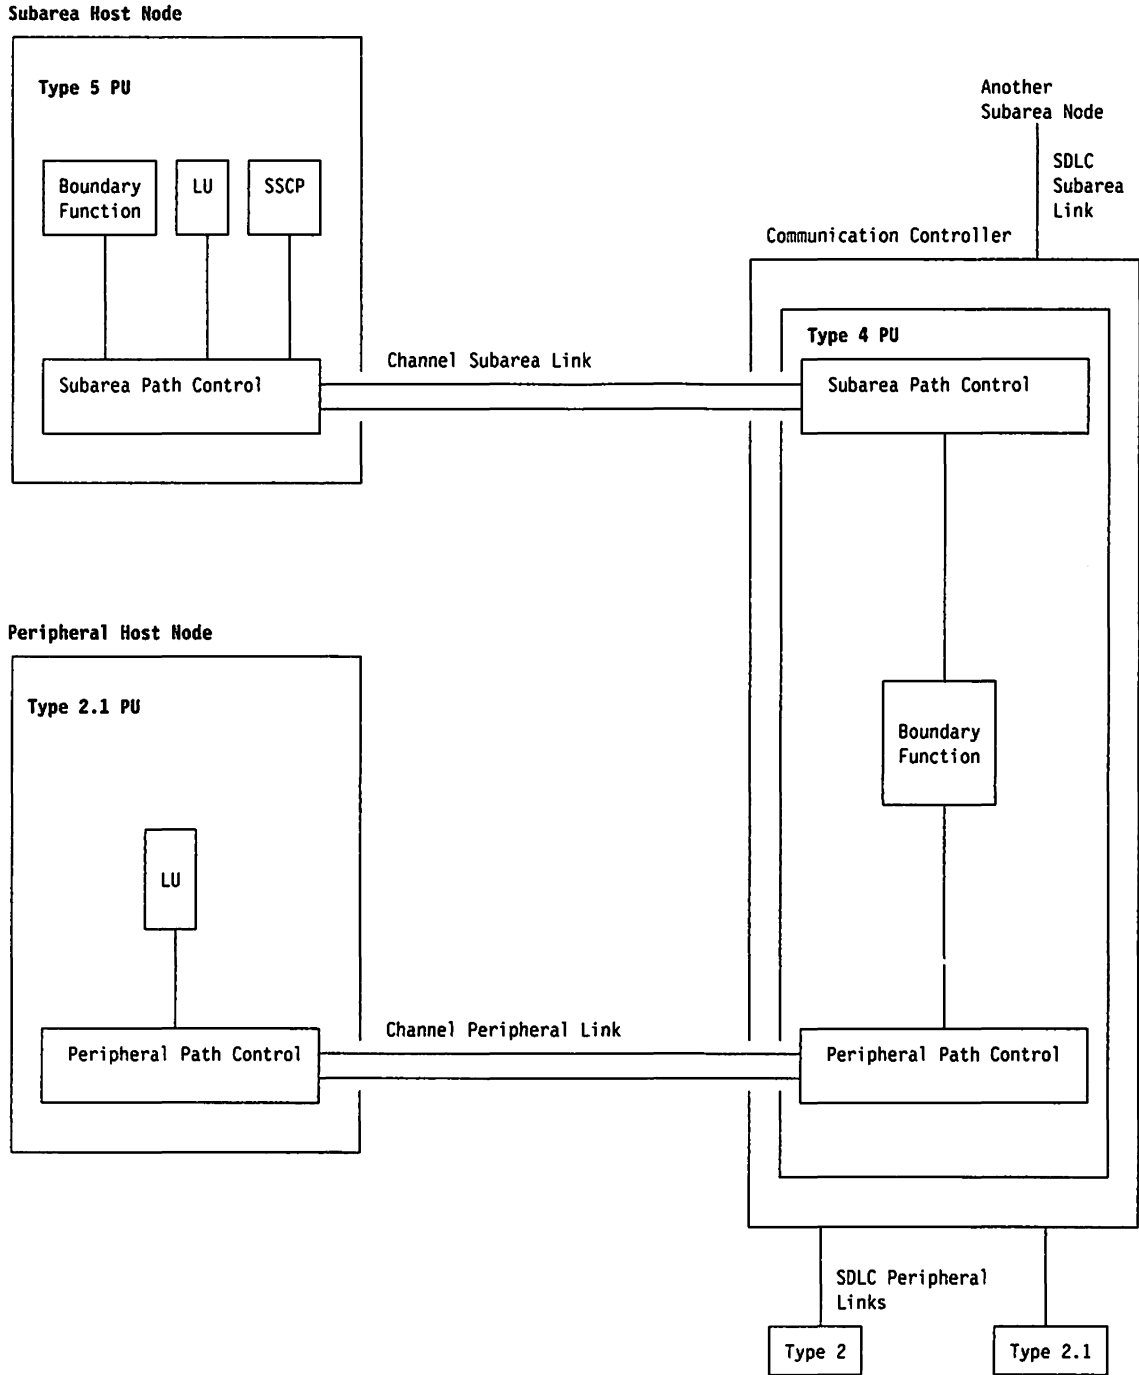 Subarea Host Node
Type 5 PU
Another
Subarea Node
Boundary
Function
LU
SSCP
SDLC
Subarea
Link
Communication Controller
Type 4 PU
Channel Subarea Link
Subarea Path Control
Subarea Path Control
Peripheral Host Node
Type 2.1 PU
Boundary
Function
LU
Channel Peripheral Link
Peripheral Path Control
Peripheral Path Control
SDLC Peripheral
Links
Type 2
Type 2.1